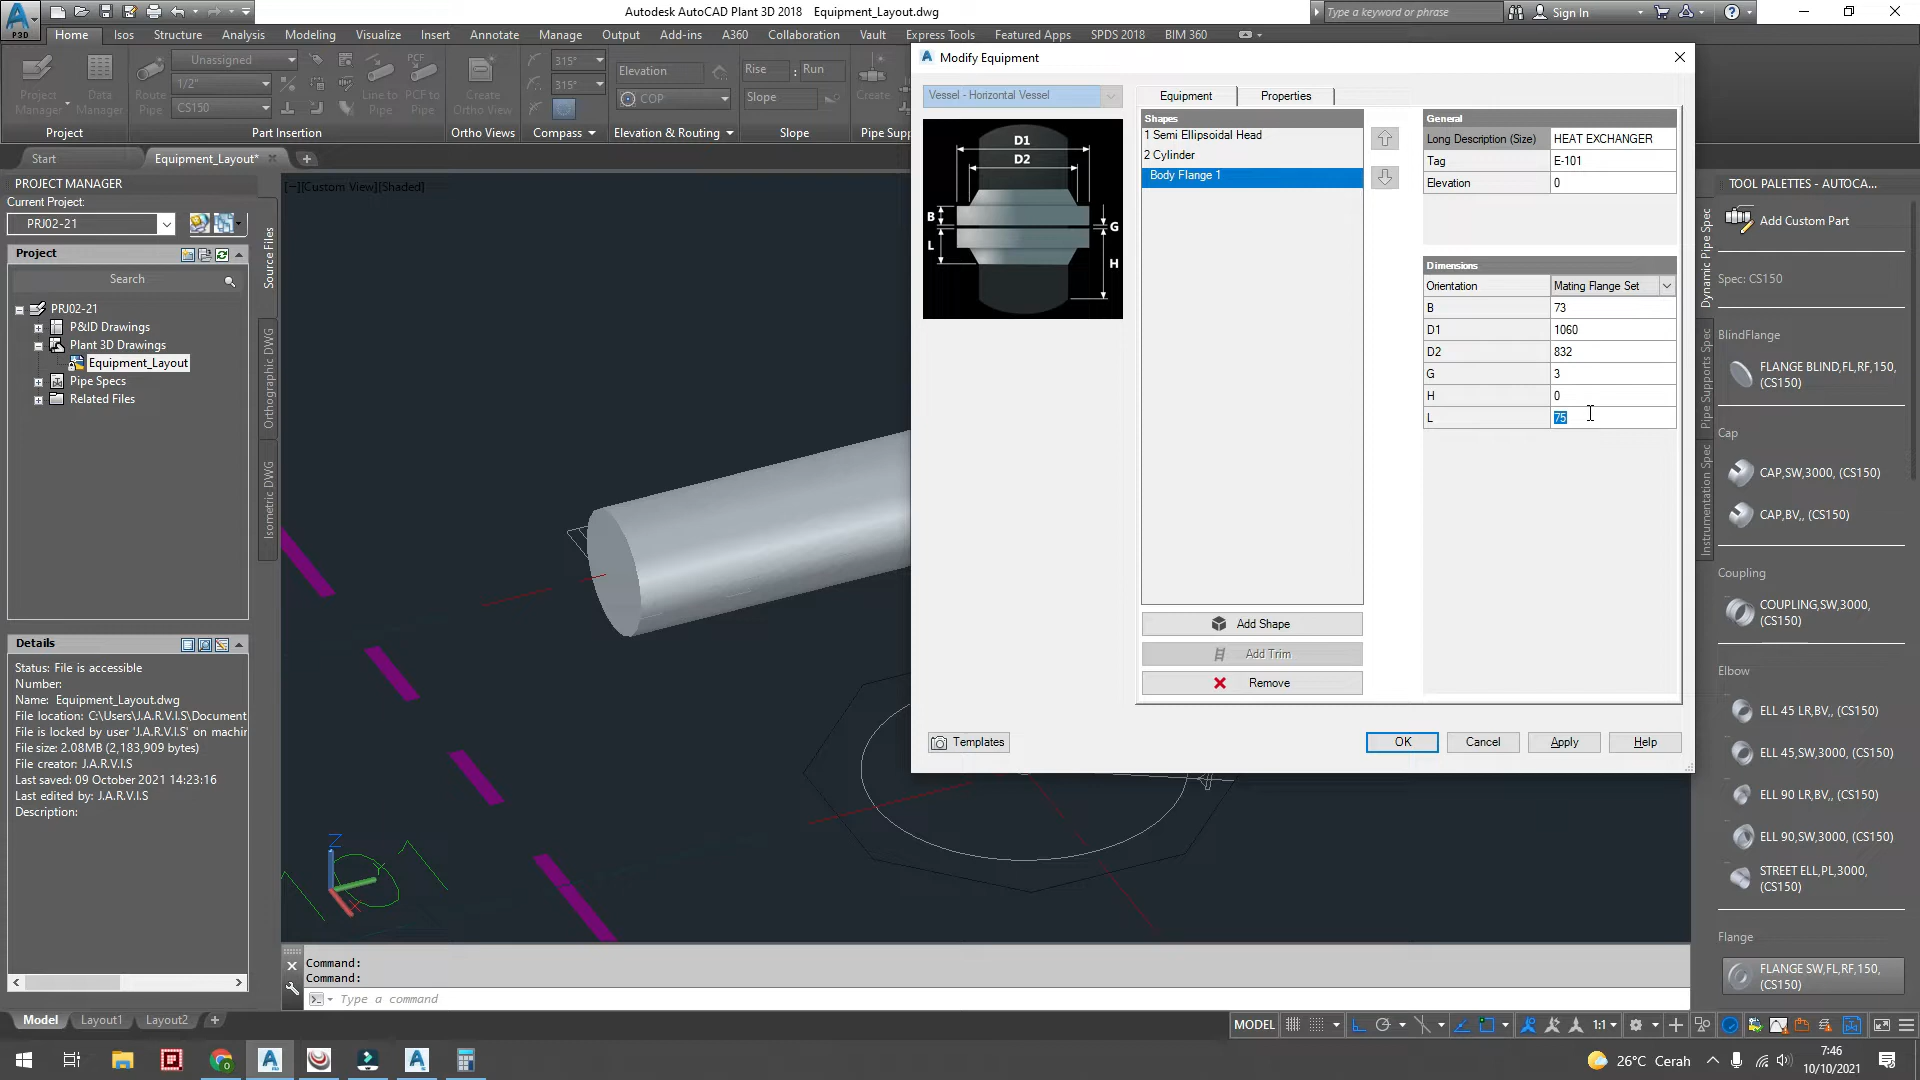 P3D
Autodesk AutoCAD Plant 3D 2018 Equipment_Layout.dwg
Type a keyword or phrase
Sign In
Home Isos Structure Analysis Modeling Visualize Insert Annotate Manage Output Add-ins A360 Collaboration Vault Express Tools Featured Apps SPDS 2018 BIM 360
Project Manager
Data Manager
Route Pipe
Unassigned
1/2"
CS150
Line to Pipe
PCF
PCF to Pipe
Create Ortho View
315°
315°
Elevation
COP
Rise : Run
Slope
Create
Project
Part Insertion
Ortho Views
Compass
Elevation & Routing
Slope
Pipe Supp
Start
Equipment_Layout*
PROJECT MANAGER
Current Project:
PRJ02-21
Project
Search
PRJ02-21
P&ID Drawings
Plant 3D Drawings
Equipment_Layout
Pipe Specs
Related Files
Source Files
Orthographic DWG
Isometric DWG
Details
Status: File is accessible
Number:
Name: Equipment_Layout.dwg
File location: C:\Users\J.A.R.V.I.S\Document
File is locked by user 'J.A.R.V.I.S' on machin
File size: 2.08MB (2,183,909 bytes)
File creator: J.A.R.V.I.S
Last saved: 09 October 2021 14:23:16
Last edited by: J.A.R.V.I.S
Description:
[−][Custom View][Shaded]
Z
Y
X
Modify Equipment
Vessel - Horizontal Vessel
D1
D2
B
G
L
H
Equipment
Properties
Shapes
1 Semi Ellipsoidal Head
2 Cylinder
Body Flange 1
Add Shape
Add Trim
Remove
General
Long Description (Size) HEAT EXCHANGER
Tag E-101
Elevation 0
Dimensions
Orientation Mating Flange Set
B 73
D1 1060
D2 832
G 3
H 0
L 75
Templates
OK
Cancel
Apply
Help
TOOL PALETTES - AUTOCA...
Dynamic Pipe Spec
Pipe Supports Spec
Instrumentation Spec
Add Custom Part
Spec: CS150
BlindFlange
FLANGE BLIND,FL,RF,150, (CS150)
Cap
CAP,SW,3000, (CS150)
CAP,BV,, (CS150)
Coupling
COUPLING,SW,3000, (CS150)
Elbow
ELL 45 LR,BV,, (CS150)
ELL 45,SW,3000, (CS150)
ELL 90 LR,BV,, (CS150)
ELL 90,SW,3000, (CS150)
STREET ELL,PL,3000, (CS150)
Flange
FLANGE SW,FL,RF,150, (CS150)
Command:
Command:
Type a command
Model
Layout1
Layout2
MODEL
1:1
26°C Cerah
7:46
10/10/2021